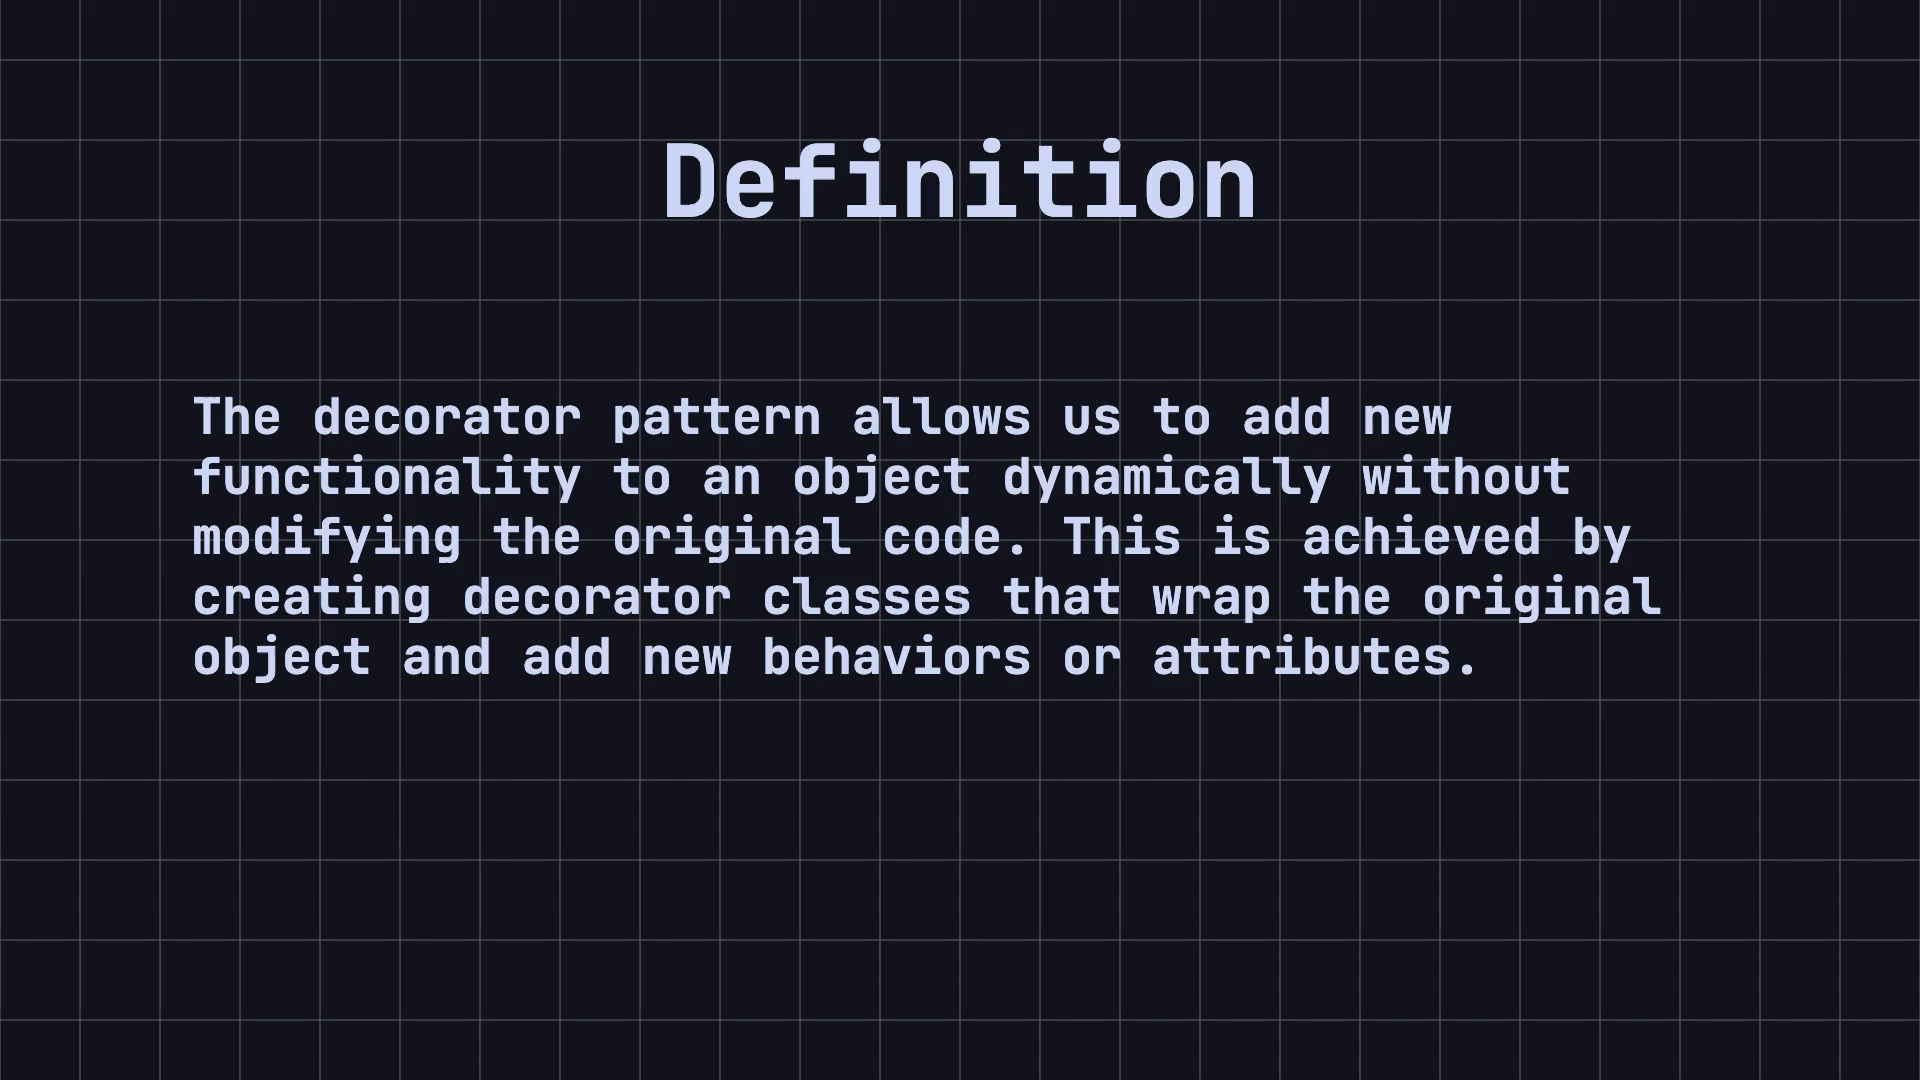 Definition
The decorator pattern allows us to add new
functionality to an object dynamically without
modifying the original code. This is achieved by
creating decorator classes that wrap the original
object and add new behaviors or attributes.